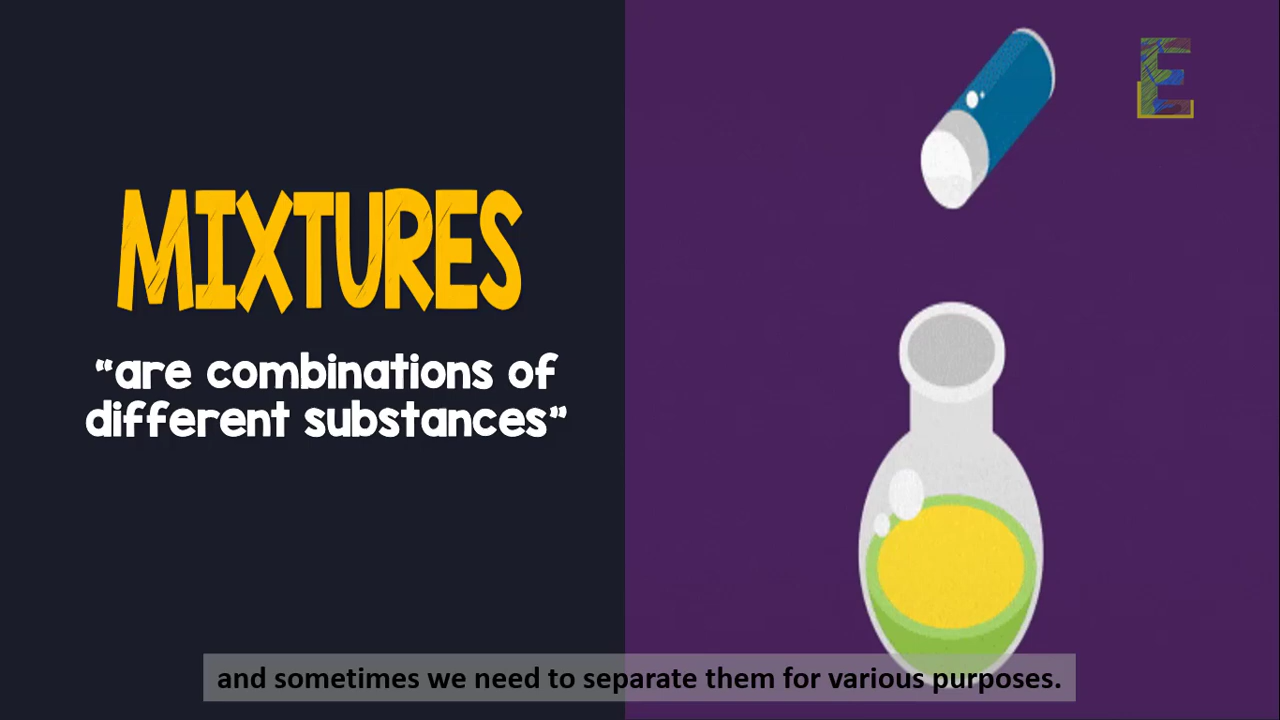 MIXTURES
"are combinations of
different substances"
E
and sometimes we need to separate them for various purposes.